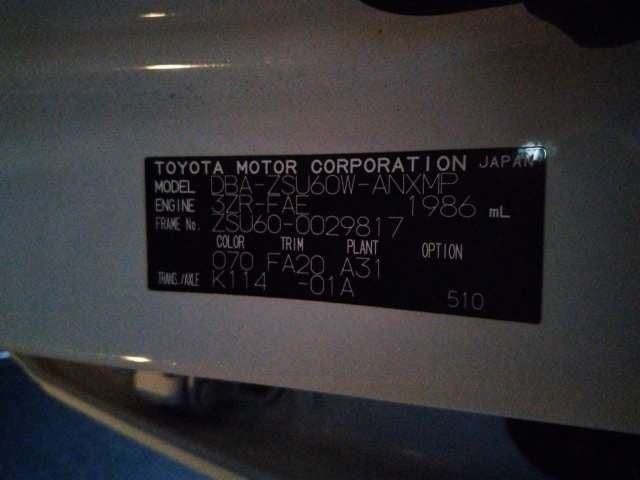 TOYOTA MOTOR CORPORATION JAPAN
MODEL DBA-ZSU60W-ANXMP
ENGINE 3ZR-FAE 1986 mL
FRAME No. ZSU60-0029817
COLOR TRIM PLANT OPTION
070 FA20 A31
TRANS./AXLE K114 -01A
510